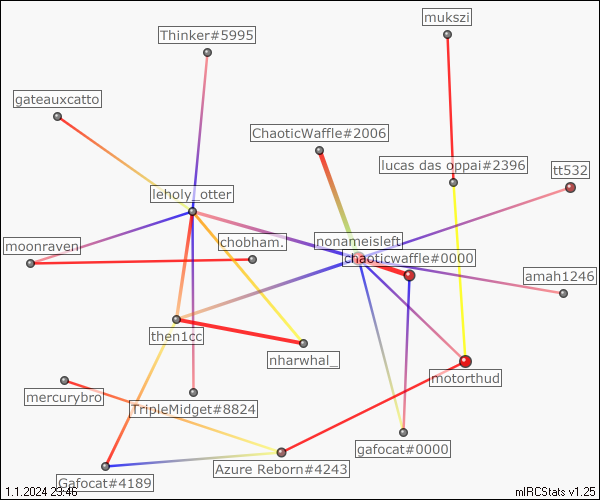 mukszi
Thinker#5995
gateauxcatto
ChaoticWaffle#2006
lucas das oppai#2396
tt532
leholy_otter
moonraven
chobham.
nonameisleft
chaoticwaffle#0000
amah1246
then1cc
nharwhal_
motorthud
mercurybro
TripleMidget#8824
gafocat#0000
Azure Reborn#4243
Gafocat#4189
1.1.2024 23:46
mIRCStats v1.25